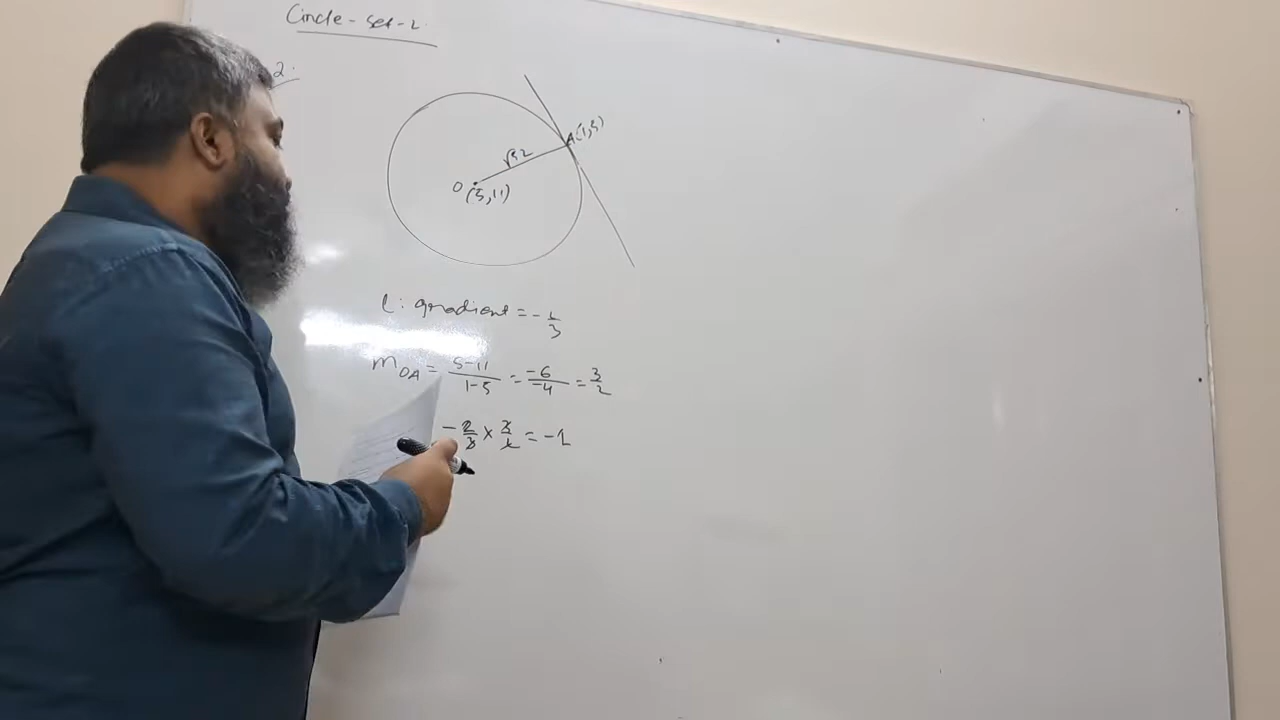 Circle - set - 2.
2.
A(1,5)
√52
O (5,11)
l: gradient = - 2/3
m_OA = 5-11/1-5 = -6/-4 = 3/2
- 2/3 × 3/2 = -1